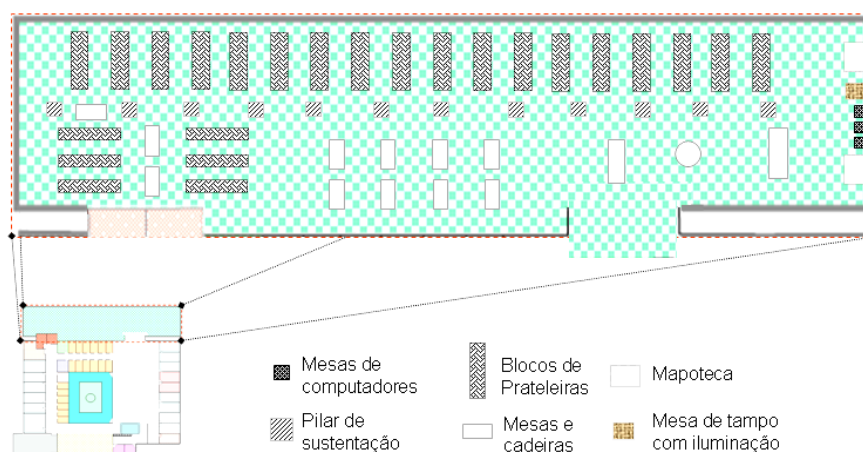 Mesas de
computadores
Blocos de
Prateleiras
Mapoteca
Pilar de
sustentação
Mesas e
cadeiras
Mesa de tampo
com iluminação